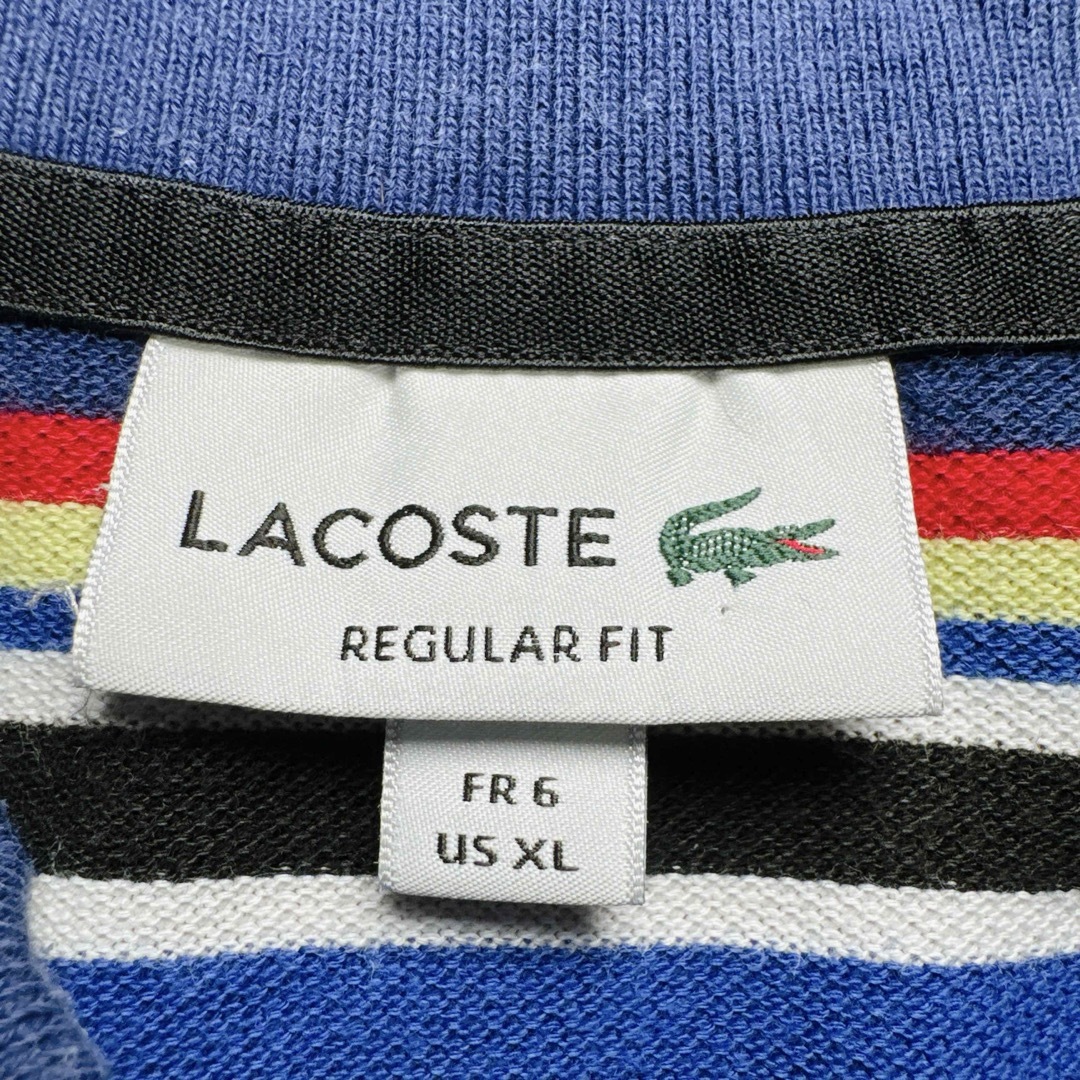 LACOSTE
REGULAR FIT
FR 6
US XL